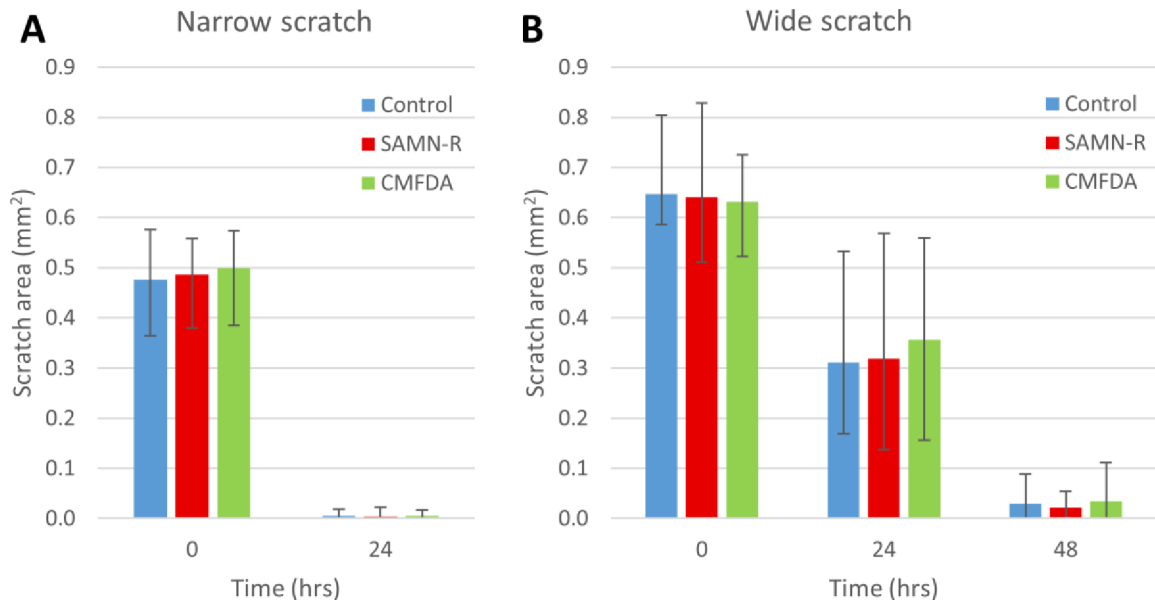 A
Narrow scratch
Scratch area (mm²)
0.9
0.8
0.7
0.6
0.5
0.4
0.3
0.2
0.1
0.0
Control
SAMN-R
CMFDA
0
24
Time (hrs)
B
Wide scratch
Scratch area (mm²)
0.9
0.8
0.7
0.6
0.5
0.4
0.3
0.2
0.1
0.0
Control
SAMN-R
CMFDA
0
24
48
Time (hrs)